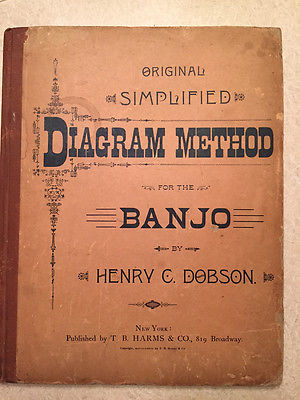 ORIGINAL
SIMPLIFIED
DIAGRAM METHOD
FOR THE
BANJO
BY
HENRY C. DOBSON.
NEW YORK:
Published by T. B. HARMS & CO., 819 Broadway.